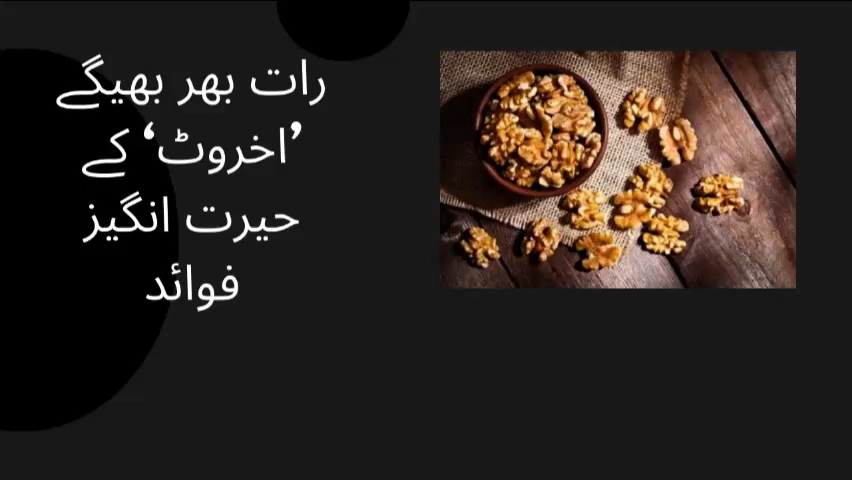 رات بھر بھیگے
’اخروٹ‘ کے
حیرت انگیز
فوائد